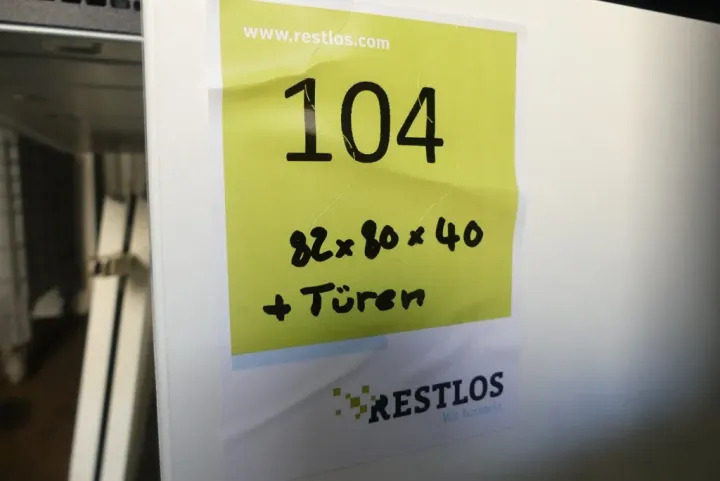 www.restlos.com
104
82x80x40
+ Türen
RESTLOS